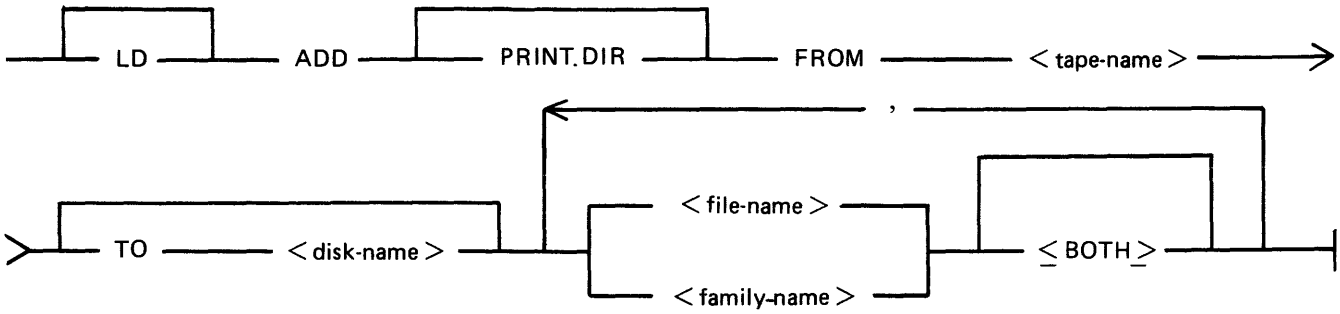 LD ADD PRINT.DIR FROM <tape-name>
,
<file-name>
TO <disk-name> <BOTH>
<family-name>